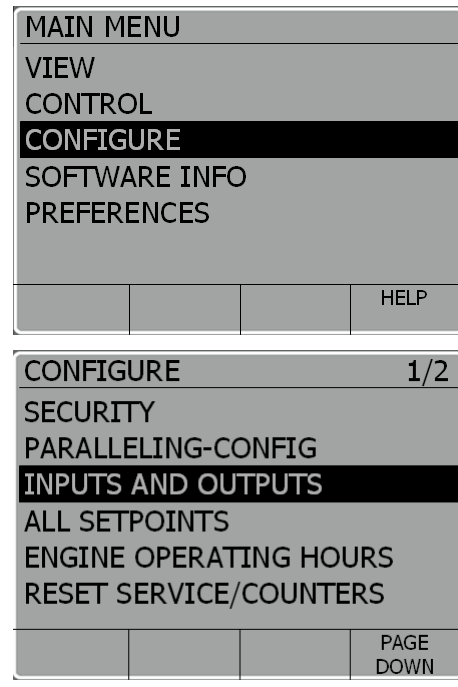 MAIN MENU
VIEW
CONTROL
CONFIGURE
SOFTWARE INFO
PREFERENCES
HELP
CONFIGURE 1/2
SECURITY
PARALLELING-CONFIG
INPUTS AND OUTPUTS
ALL SETPOINTS
ENGINE OPERATING HOURS
RESET SERVICE/COUNTERS
PAGE
DOWN